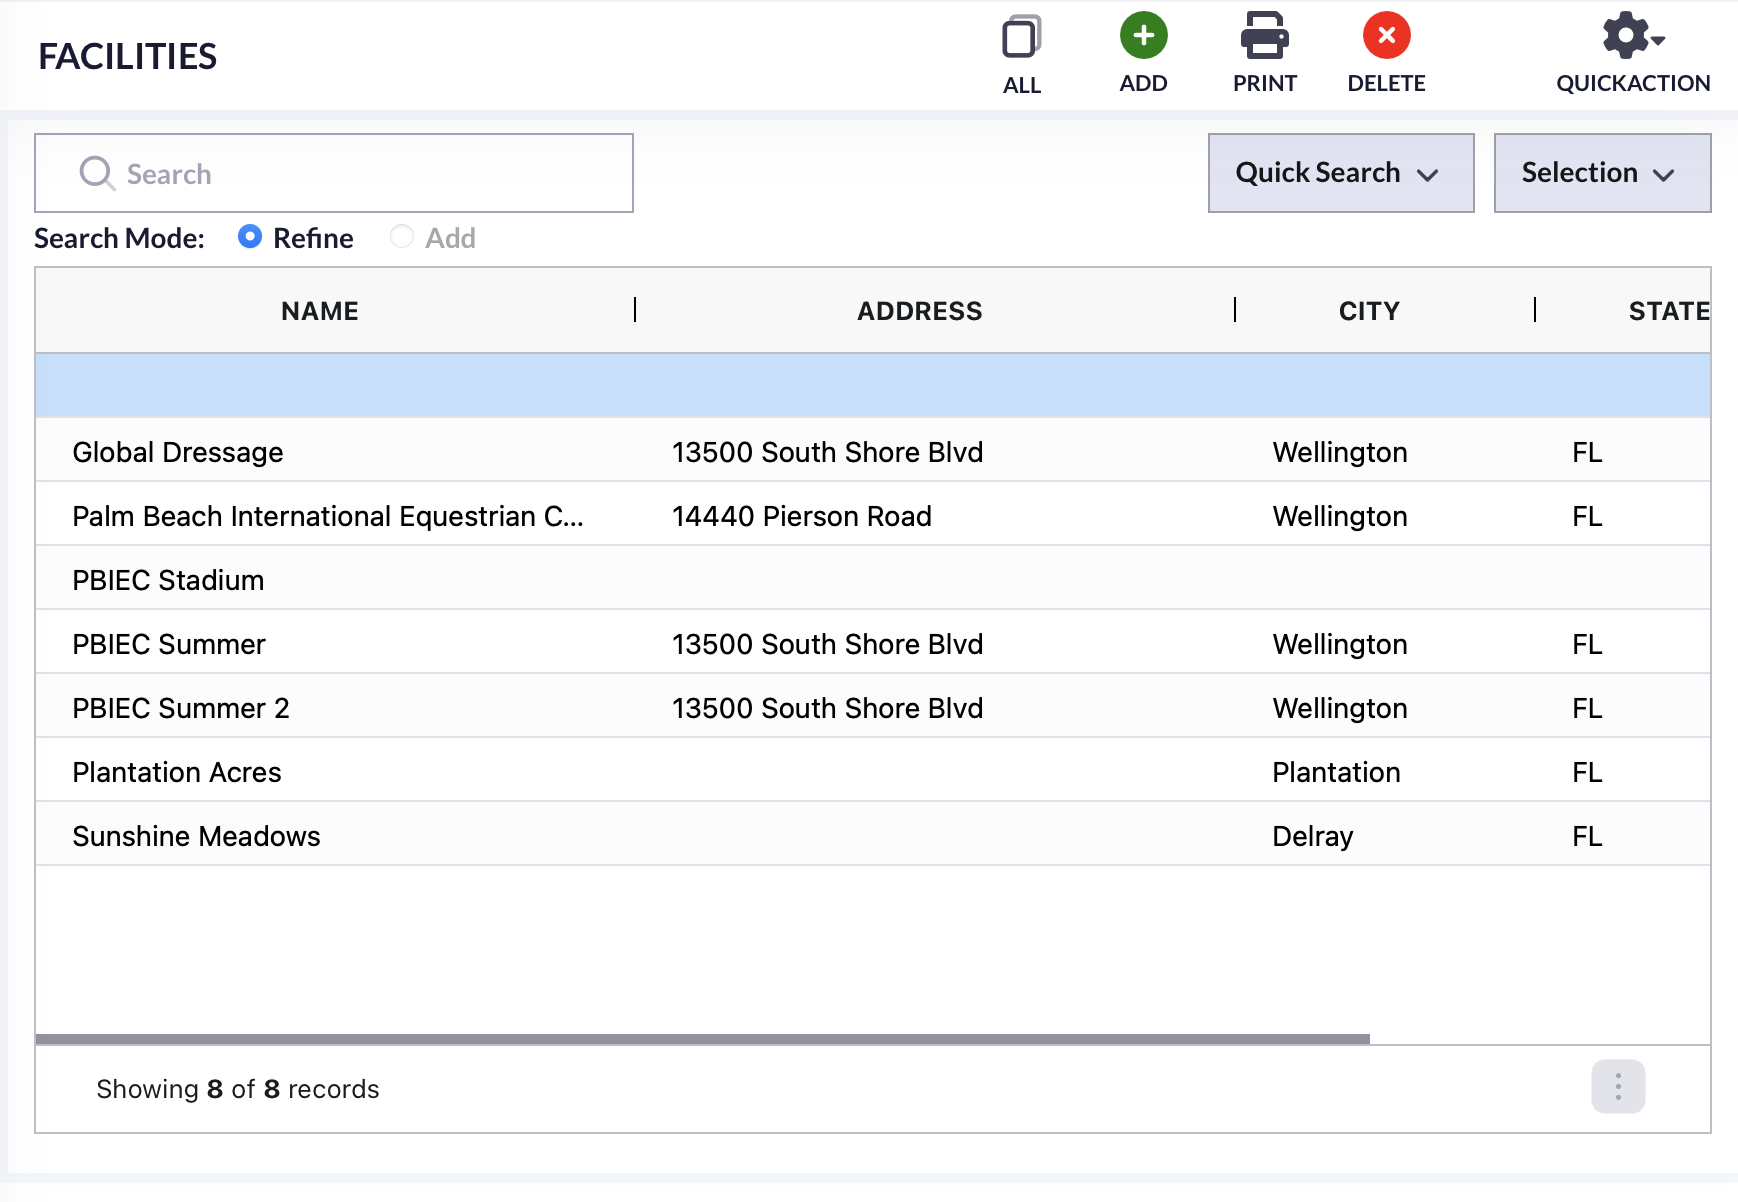 FACILITIES
ALL
ADD
PRINT
DELETE
QUICKACTION
Search
Quick Search
Selection
Search Mode: Refine Add
NAME ADDRESS CITY STATE
Global Dressage 13500 South Shore Blvd Wellington FL
Palm Beach International Equestrian C... 14440 Pierson Road Wellington FL
PBIEC Stadium
PBIEC Summer 13500 South Shore Blvd Wellington FL
PBIEC Summer 2 13500 South Shore Blvd Wellington FL
Plantation Acres Plantation FL
Sunshine Meadows Delray FL
Showing 8 of 8 records